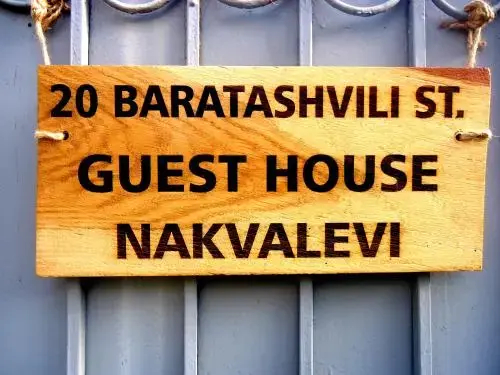 20 BARATASHVILI ST.
GUEST HOUSE
NAKVALEVI